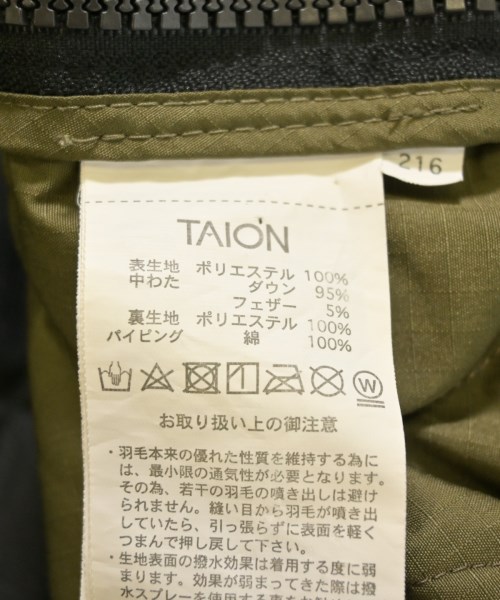 216
TAION
表生地 ポリエステル 100%
中わた ダウン 95%
フェザー 5%
裏生地 ポリエステル 100%
パイピング 綿 100%
W
お取り扱い上の御注意
・羽毛本来の優れた性質を維持する為に
は、最小限の通気性が必要となります。
その為、若干の羽毛の噴き出しは避け
られません。縫い目から羽毛が噴き出
していたら、引っ張らずに表面を軽く
つまんで押し戻して下さい。
・生地表面の撥水効果は着用する度に弱
まります。効果が弱まってきた際は撥
水スプレーを使用する事をお